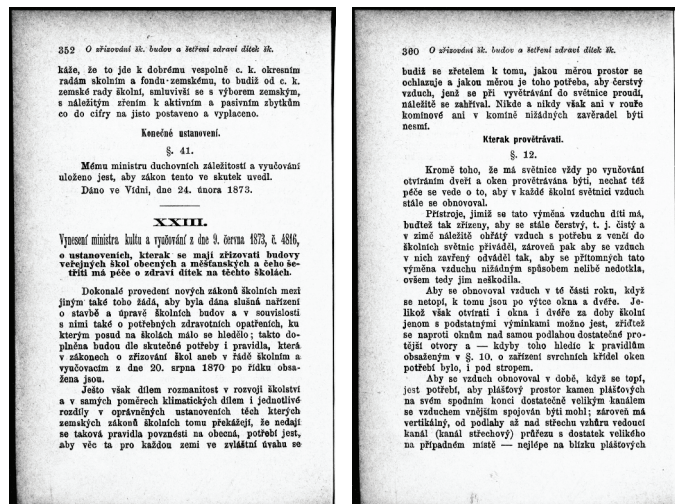 352 O zřizování šk. budov a šetření zdraví dítek šk.
káže, že to jde k dobrému vespolně c. k. okresním
radám školním a fondu-zemskému, to budiž od c. k.
zemské rady školní, smluvivší se s výborem zemským,
s náležitým zřením k aktivním a pasivním zbytkům
co do cifry na jisto postaveno a vyplaceno.
Konečné ustanovení.
§. 41.
Mému ministru duchovních záležitostí a vyučování
uloženo jest, aby zákon tento ve skutek uvedl.
Dáno ve Vídni, dne 24. února 1873.
XXIII.
Vynesení ministra kultu a vyučování z dne 9. června 1873, č. 4816,
o ustanoveních, kterak se mají zřizovati budovy
veřejných škol obecných a měšťanských a čeho še-
třiti má péče o zdraví dítek na těchto školách.
Dokonalé provedení nových zákonů školních mezi
jiným také toho žádá, aby byla dána slušná nařízení
o stavbě a úpravě školních budov a v souvislosti
s nimi také o potřebných zdravotních opatřeních, ku
kterým posud na školách málo se hledělo; takto do-
plněna budou dle skutečné potřeby i pravidla, která
v zákonech o zřizování škol aneb v řádě školním a
vyučovacím z dne 20. srpna 1870 po řídku obsa-
žena jsou.
Ješto však dílem rozmanitost v rozvoji školství
a v samých poměrech klimatických dílem i jednotlivé
rozdíly v oprávněných ustanoveních těch kterých
zemských zákonů školních tomu překážejí, že nedají
se taková pravidla povznésti na obecná, potřebí jest,
aby věc ta pro každou zemi ve zvláštní úvahu se
360 O zřizování šk. budov a šetření zdraví dítek šk.
budiž se zřetelem k tomu, jakou měrou prostor se
ochlazuje a jakou měrou je toho potřeba, aby čerstvý
vzduch, jenž se při vyvětrávání do světnice proudí,
náležitě se zahříval. Nikde a nikdy však ani v rouře
komínové ani v komíně nižádných zavěradel býti
nesmí.
Kterak provětrávati.
§. 12.
Kromě toho, že má světnice vždy po vyučování
otvíráním dveří a oken provětrávána býti, nechať též
péče se vede o to, aby v každé školní světnici vzduch
stále se obnovoval.
Přístroje, jimiž se tato výměna vzduchu díti má,
buďtež tak zřízeny, aby se stále čerstvý, t. j. čistý a
v zimě náležitě ohřátý vzduch s potřebu z venčí do
školních světnic přiváděl, zároveň pak aby se vzduch
v nich zavřený odváděl tak, aby se přítomných tato
výměna vzduchu nižádným spůsobem nelibě nedotkla,
ovšem tedy jim neškodila.
Aby se obnovoval vzduch v té části roku, když
se netopí, k tomu jsou po výtce okna a dvéře. Je-
likož však otvírati i okna i dvéře za doby školní
jenom s podstatnými výminkami možno jest, zřiďtež
se naproti oknům nad samou podlahou dostatečné pro-
tější otvory a — kdyby toho hledíc k pravidlům
obsaženým v §. 10. o zařízení svrchních křídel oken
potřebí bylo, i pod stropem.
Aby se vzduch obnovoval v době, když se topí,
jest potřebí, aby plášťový prostor kamen plášťových
na svém spodním konci dostatečně velikým kanálem
se vzduchem vnějším spojován býti mohl; zároveň má
vertikálný, od podlahy až nad střechu vzhůru vedoucí
kanál (kanál střechový) průřezu s dostatek velikého
na případném místě — nejlépe na blízku plášťových